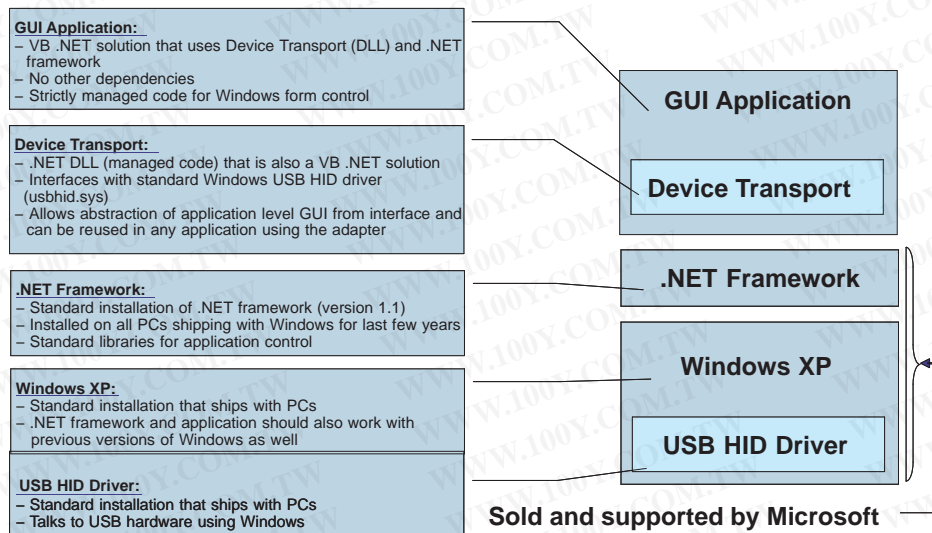 GUI Application:
– VB .NET solution that uses Device Transport (DLL) and .NET
framework
– No other dependencies
– Strictly managed code for Windows form control
Device Transport:
– .NET DLL (managed code) that is also a VB .NET solution
– Interfaces with standard Windows USB HID driver
(usbhid.sys)
– Allows abstraction of application level GUI from interface and
can be reused in any application using the adapter
.NET Framework:
– Standard installation of .NET framework (version 1.1)
– Installed on all PCs shipping with Windows for last few years
– Standard libraries for application control
Windows XP:
– Standard installation that ships with PCs
– .NET framework and application should also work with
previous versions of Windows as well
USB HID Driver:
– Standard installation that ships with PCs
– Talks to USB hardware using Windows
GUI Application
Device Transport
.NET Framework
Windows XP
USB HID Driver
Sold and supported by Microsoft
WWW.100Y.COM.TW